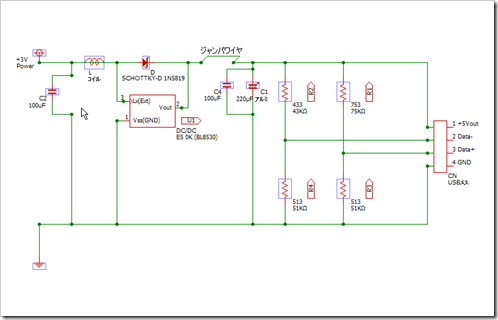 +3V
Power
C2
100uF
L
コイル
D
SCHOTTKY-D 1N5819
ジャンパワイヤ
3
Lx(Ext)
Vout
2
1
Vss(GND)
U1
DC/DC
ES 0K (BL8530)
C4
100uF
C1
220μF アルミ
433
43KΩ
R2
753
75KΩ
R1
513
51KΩ
R4
513
51KΩ
R3
1 +5Vout
2 Data-
3 Data+
4 GND
CN
USBメス